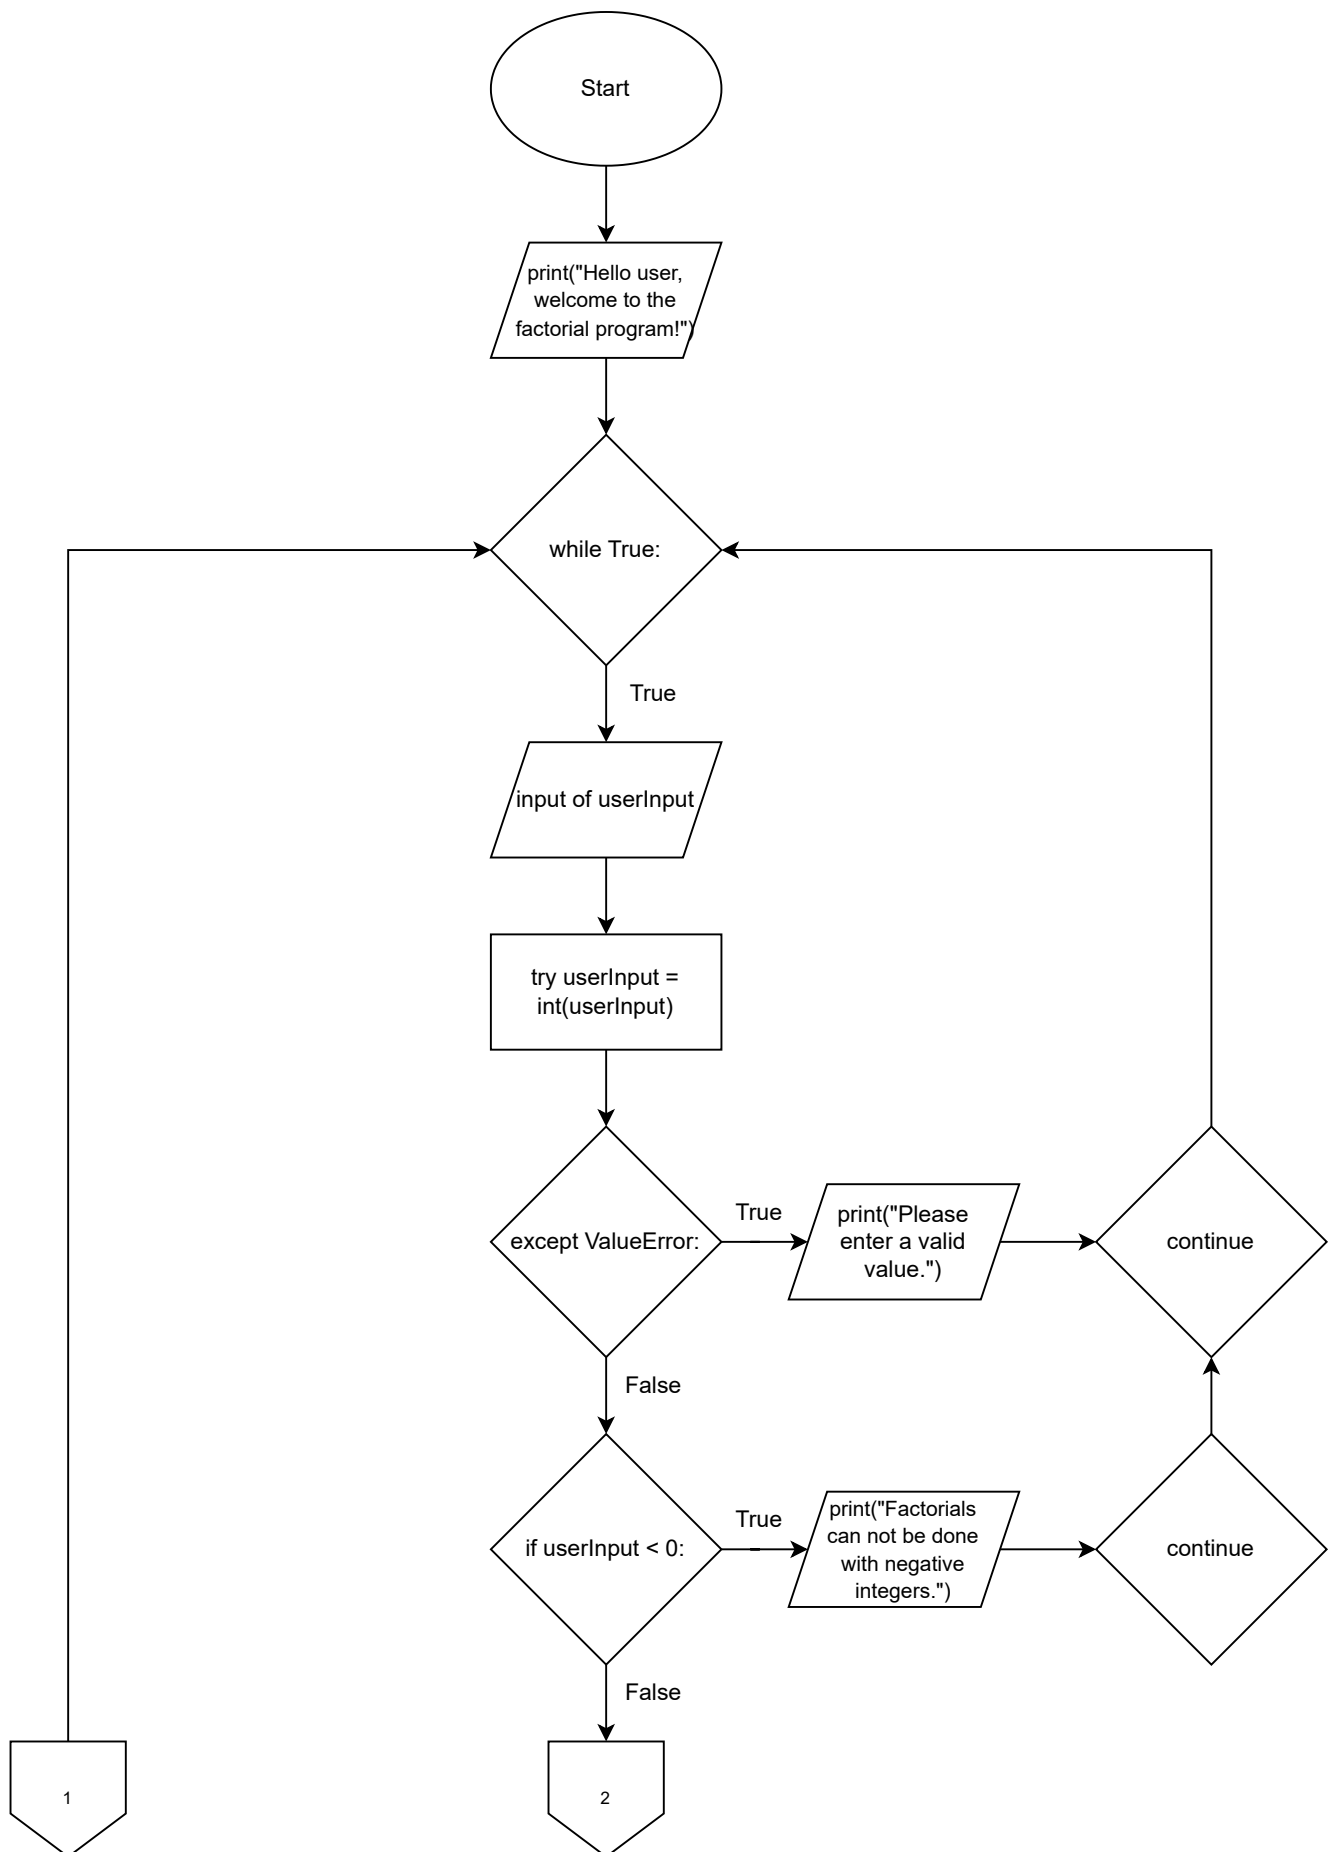 Start
print("Hello user,
welcome to the
factorial program!")
while True:
True
input of userInput
try userInput =
int(userInput)
except ValueError:
True
print("Please
enter a valid
value.")
continue
False
if userInput < 0:
True
print("Factorials
can not be done
with negative
integers.")
continue
False
1
2